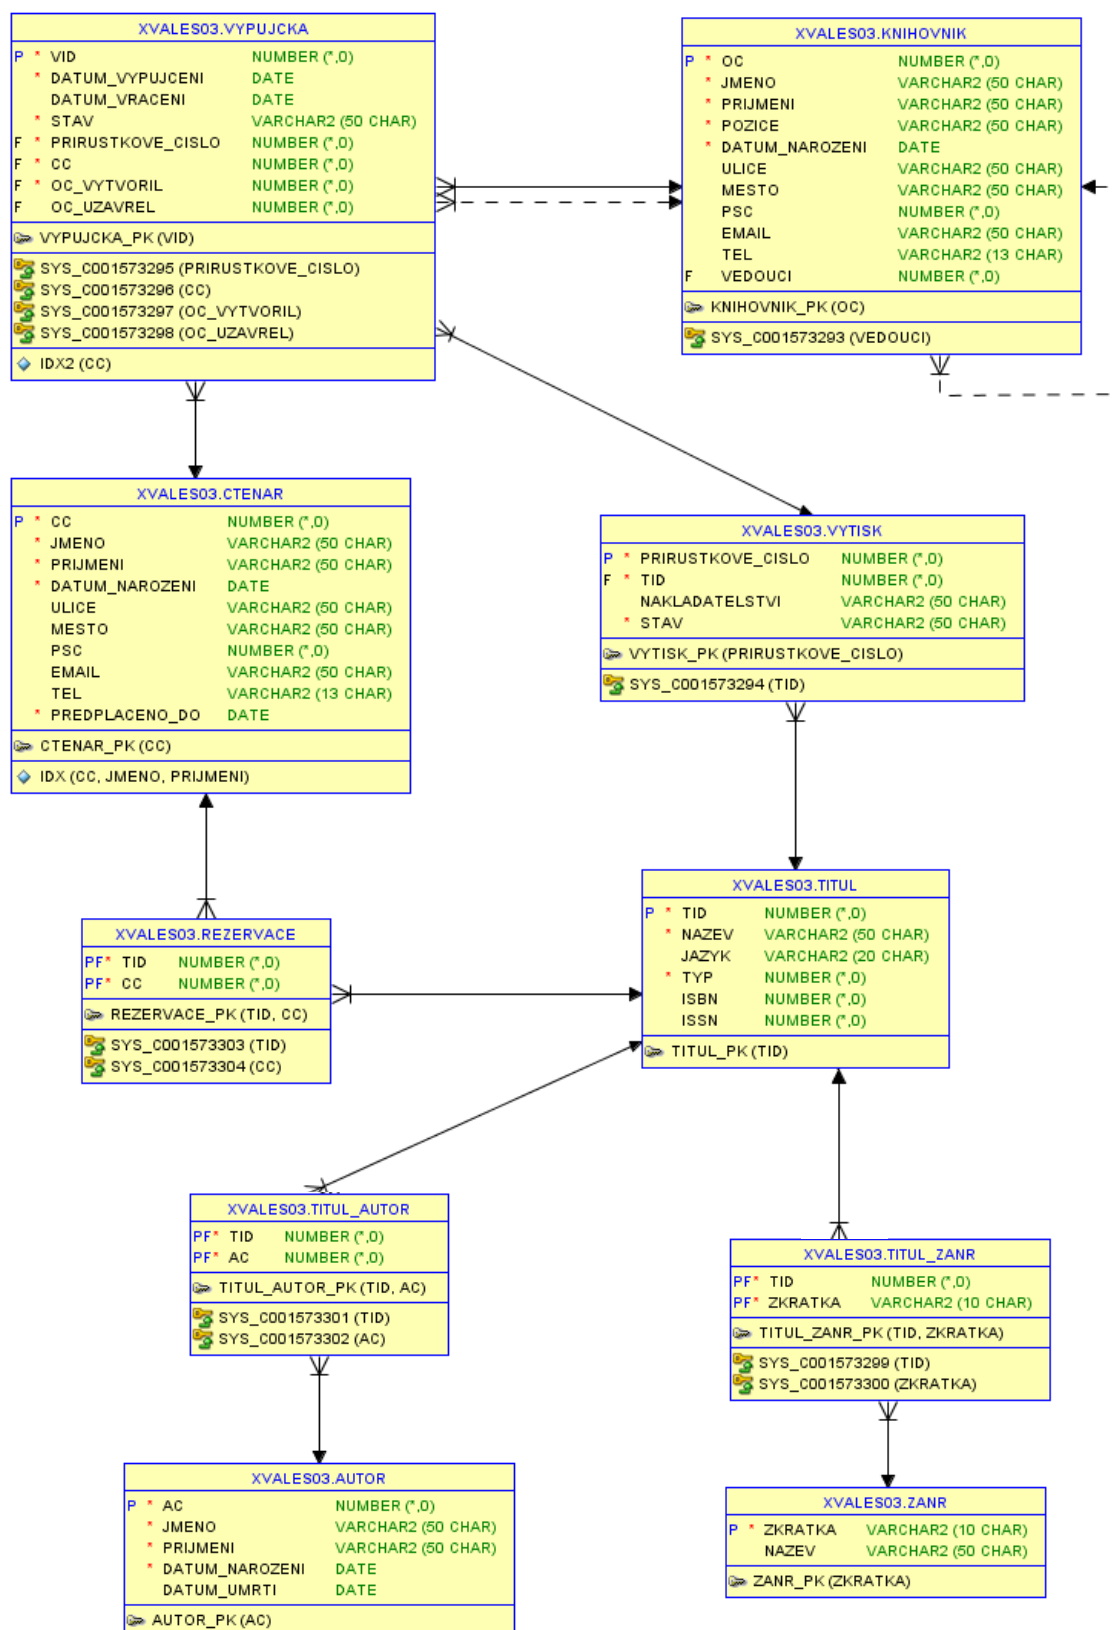 XVALES03.VYPUJCKA
P * VID NUMBER (*,0)
* DATUM_VYPUJCENI DATE
DATUM_VRACENI DATE
* STAV VARCHAR2 (50 CHAR)
F * PRIRUSTKOVE_CISLO NUMBER (*,0)
F * CC NUMBER (*,0)
F * OC_VYTVORIL NUMBER (*,0)
F OC_UZAVREL NUMBER (*,0)
VYPUJCKA_PK (VID)
SYS_C001573295 (PRIRUSTKOVE_CISLO)
SYS_C001573296 (CC)
SYS_C001573297 (OC_VYTVORIL)
SYS_C001573298 (OC_UZAVREL)
IDX2 (CC)
XVALES03.KNIHOVNIK
P * OC NUMBER (*,0)
* JMENO VARCHAR2 (50 CHAR)
* PRIJMENI VARCHAR2 (50 CHAR)
* POZICE VARCHAR2 (50 CHAR)
* DATUM_NAROZENI DATE
ULICE VARCHAR2 (50 CHAR)
MESTO VARCHAR2 (50 CHAR)
PSC NUMBER (*,0)
EMAIL VARCHAR2 (50 CHAR)
TEL VARCHAR2 (13 CHAR)
F VEDOUCI NUMBER (*,0)
KNIHOVNIK_PK (OC)
SYS_C001573293 (VEDOUCI)
XVALES03.CTENAR
P * CC NUMBER (*,0)
* JMENO VARCHAR2 (50 CHAR)
* PRIJMENI VARCHAR2 (50 CHAR)
* DATUM_NAROZENI DATE
ULICE VARCHAR2 (50 CHAR)
MESTO VARCHAR2 (50 CHAR)
PSC NUMBER (*,0)
EMAIL VARCHAR2 (50 CHAR)
TEL VARCHAR2 (13 CHAR)
* PREDPLACENO_DO DATE
CTENAR_PK (CC)
IDX (CC, JMENO, PRIJMENI)
XVALES03.VYTISK
P * PRIRUSTKOVE_CISLO NUMBER (*,0)
F * TID NUMBER (*,0)
NAKLADATELSTVI VARCHAR2 (50 CHAR)
* STAV VARCHAR2 (50 CHAR)
VYTISK_PK (PRIRUSTKOVE_CISLO)
SYS_C001573294 (TID)
XVALES03.TITUL
P * TID NUMBER (*,0)
* NAZEV VARCHAR2 (50 CHAR)
JAZYK VARCHAR2 (20 CHAR)
* TYP NUMBER (*,0)
ISBN NUMBER (*,0)
ISSN NUMBER (*,0)
TITUL_PK (TID)
XVALES03.REZERVACE
PF* TID NUMBER (*,0)
PF* CC NUMBER (*,0)
REZERVACE_PK (TID, CC)
SYS_C001573303 (TID)
SYS_C001573304 (CC)
XVALES03.TITUL_AUTOR
PF* TID NUMBER (*,0)
PF* AC NUMBER (*,0)
TITUL_AUTOR_PK (TID, AC)
SYS_C001573301 (TID)
SYS_C001573302 (AC)
XVALES03.TITUL_ZANR
PF* TID NUMBER (*,0)
PF* ZKRATKA VARCHAR2 (10 CHAR)
TITUL_ZANR_PK (TID, ZKRATKA)
SYS_C001573299 (TID)
SYS_C001573300 (ZKRATKA)
XVALES03.AUTOR
P * AC NUMBER (*,0)
* JMENO VARCHAR2 (50 CHAR)
* PRIJMENI VARCHAR2 (50 CHAR)
* DATUM_NAROZENI DATE
DATUM_UMRTI DATE
AUTOR_PK (AC)
XVALES03.ZANR
P * ZKRATKA VARCHAR2 (10 CHAR)
NAZEV VARCHAR2 (50 CHAR)
ZANR_PK (ZKRATKA)